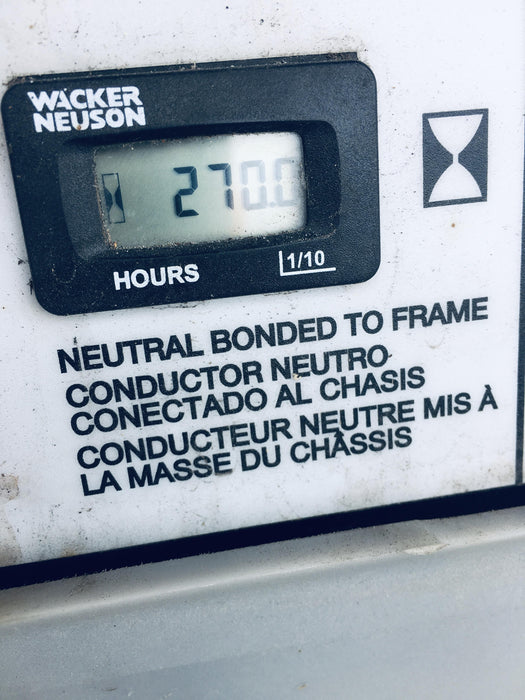 WACKER
NEUSON
270.0
HOURS
1/10
NEUTRAL BONDED TO FRAME
CONDUCTOR NEUTRO
CONECTADO AL CHASIS
CONDUCTEUR NEUTRE MIS À
LA MASSE DU CHÂSSIS